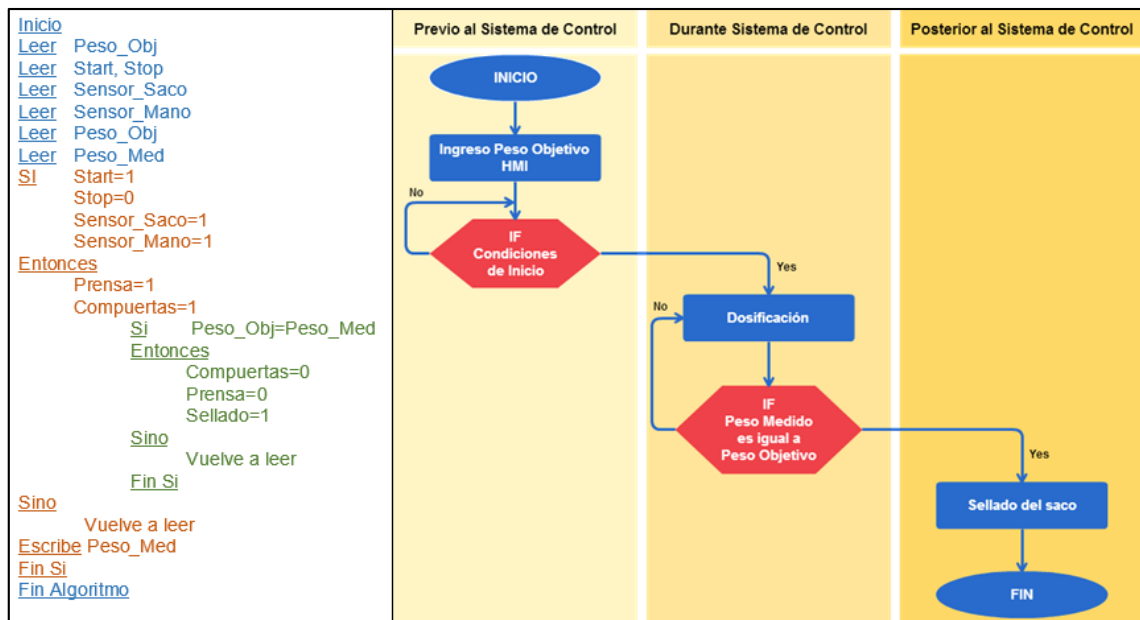 Inicio
Leer Peso_Obj
Leer Start, Stop
Leer Sensor_Saco
Leer Sensor_Mano
Leer Peso_Obj
Leer Peso_Med
SI Start=1
Stop=0
Sensor_Saco=1
Sensor_Mano=1
Entonces
Prensa=1
Compuertas=1
Si Peso_Obj=Peso_Med
Entonces
Compuertas=0
Prensa=0
Sellado=1
Sino
Vuelve a leer
Fin Si
Sino
Vuelve a leer
Escribe Peso_Med
Fin Si
Fin Algoritmo
Previo al Sistema de Control
INICIO
Ingreso Peso Objetivo
HMI
No
IF
Condiciones
de Inicio
Durante Sistema de Control
Yes
No
Dosificación
IF
Peso Medido
es igual a
Peso Objetivo
Posterior al Sistema de Control
Yes
Sellado del saco
FIN